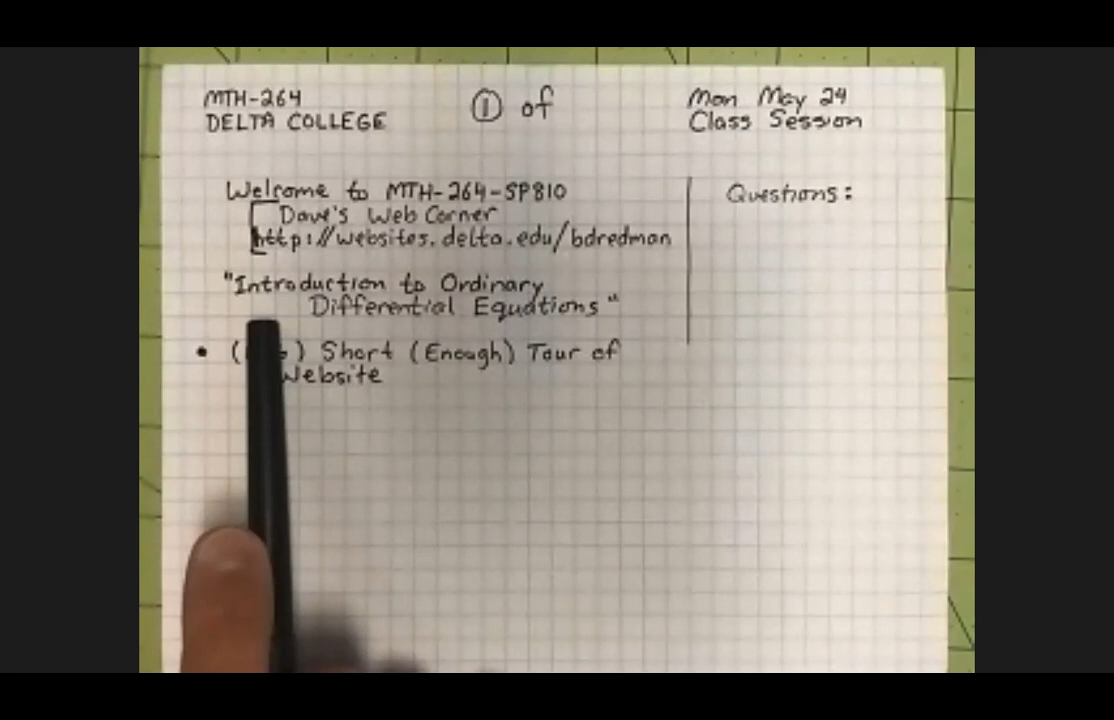 MTH-264
DELTA COLLEGE
① of
Mon May 24
Class Session
Welcome to MTH-264-SP810
Dave's Web Corner
http://websites.delta.edu/bdredman
"Introduction to Ordinary
Differential Equations"
• ( ) Short (Enough) Tour of
Website
Questions: